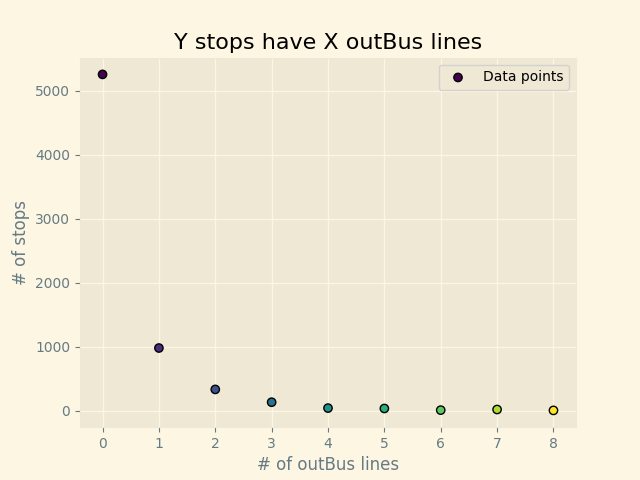 Y stops have X outBus lines
Data points
5000
4000
3000
2000
1000
0
# of stops
0 1 2 3 4 5 6 7 8
# of outBus lines